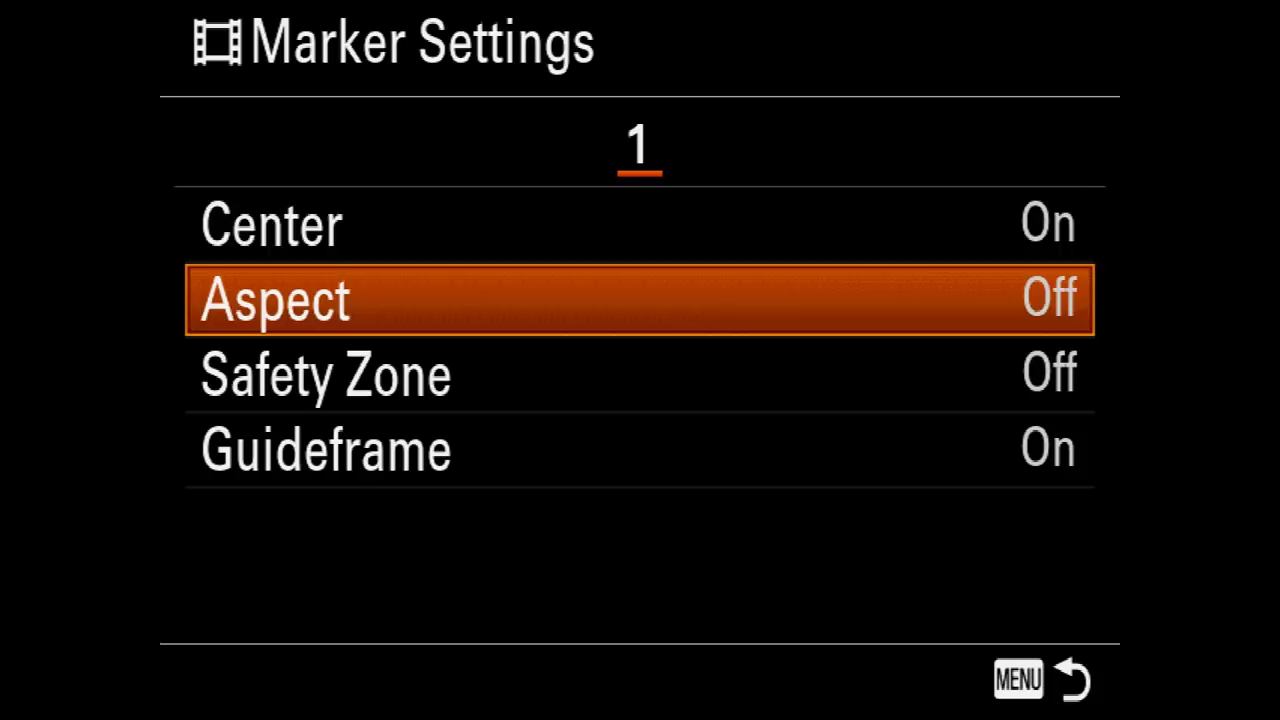 Marker Settings
1
Center On
Aspect Off
Safety Zone Off
Guideframe On
MENU